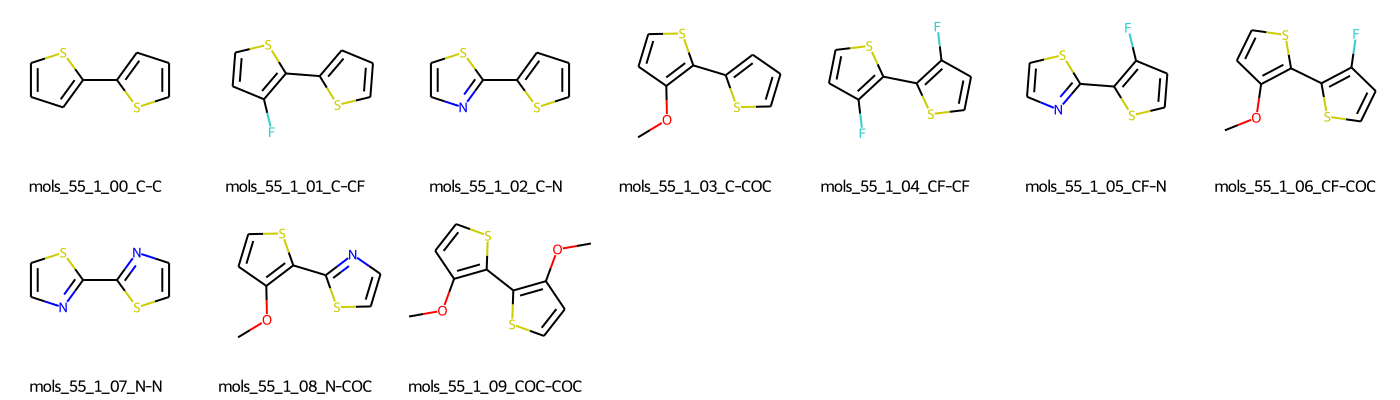 S S
S S F
S N S
S O S
S F F S
S F N S
S F O S
mols_55_1_00_C-C mols_55_1_01_C-CF mols_55_1_02_C-N mols_55_1_03_C-COC mols_55_1_04_CF-CF mols_55_1_05_CF-N mols_55_1_06_CF-COC
S N N S
S N O S
S O O S
mols_55_1_07_N-N mols_55_1_08_N-COC mols_55_1_09_COC-COC